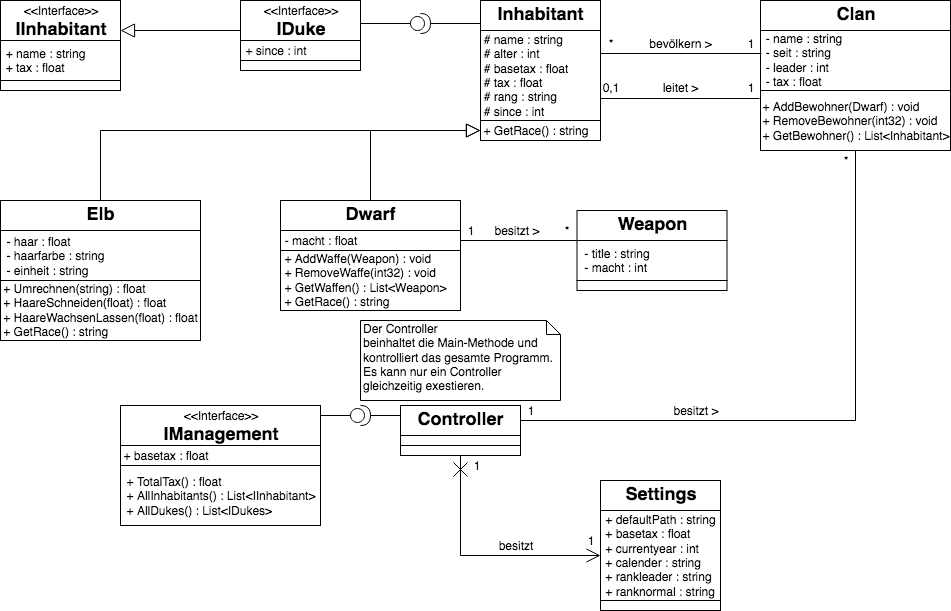 <<Interface>>
IInhabitant
+ name : string
+ tax : float
<<Interface>>
IDuke
+ since : int
Inhabitant
# name : string
# alter : int
# basetax : float
# tax : float
# rang : string
# since : int
+ GetRace() : string
* bevölkern > 1
0,1 leitet > 1
Clan
- name : string
- seit : string
- leader : int
- tax : float
+ AddBewohner(Dwarf) : void
+ RemoveBewohner(int32) : void
+ GetBewohner() : List<Inhabitant>
*
Elb
- haar : float
- haarfarbe : string
- einheit : string
+ Umrechnen(string) : float
+ HaareSchneiden(float) : float
+ HaareWachsenLassen(float) : float
+ GetRace() : string
Dwarf
- macht : float
+ AddWaffe(Weapon) : void
+ RemoveWaffe(int32) : void
+ GetWaffen() : List<Weapon>
+ GetRace() : string
1 besitzt > *
Weapon
- title : string
- macht : int
Der Controller
beinhaltet die Main-Methode und
kontrolliert das gesamte Programm.
Es kann nur ein Controller
gleichzeitig exestieren.
<<Interface>>
IManagement
+ basetax : float
+ TotalTax() : float
+ AllInhabitants() : List<IInhabitant>
+ AllDukes() : List<IDukes>
Controller
1 besitzt >
1
besitzt 1
Settings
+ defaultPath : string
+ basetax : float
+ currentyear : int
+ calender : string
+ rankleader : string
+ ranknormal : string